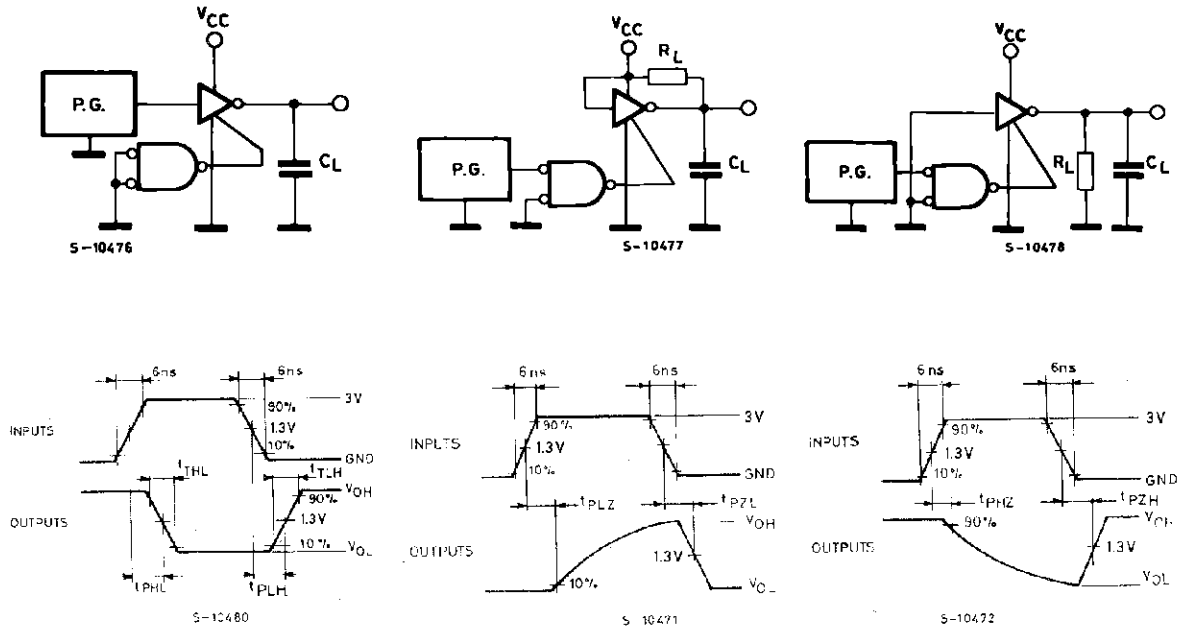 VCC
P.G.
CL
S-10476
VCC
RL
P.G.
CL
S-10477
VCC
P.G.
RL
CL
S-10478
6ns
6ns
3V
90%
1.3V
10%
GND
INPUTS
tTHL
tTLH
VOH
90%
1.3V
10%
VOL
OUTPUTS
tPHL
tPLH
S-10480
6ns
6ns
3V
90%
1.3V
10%
GND
INPUTS
tPLZ
tPZL
VOH
1.3V
10%
VOL
OUTPUTS
S-10471
6ns
6ns
3V
90%
1.3V
10%
GND
INPUTS
tPHZ
tPZH
VOH
90%
1.3V
VOL
OUTPUTS
S-10472